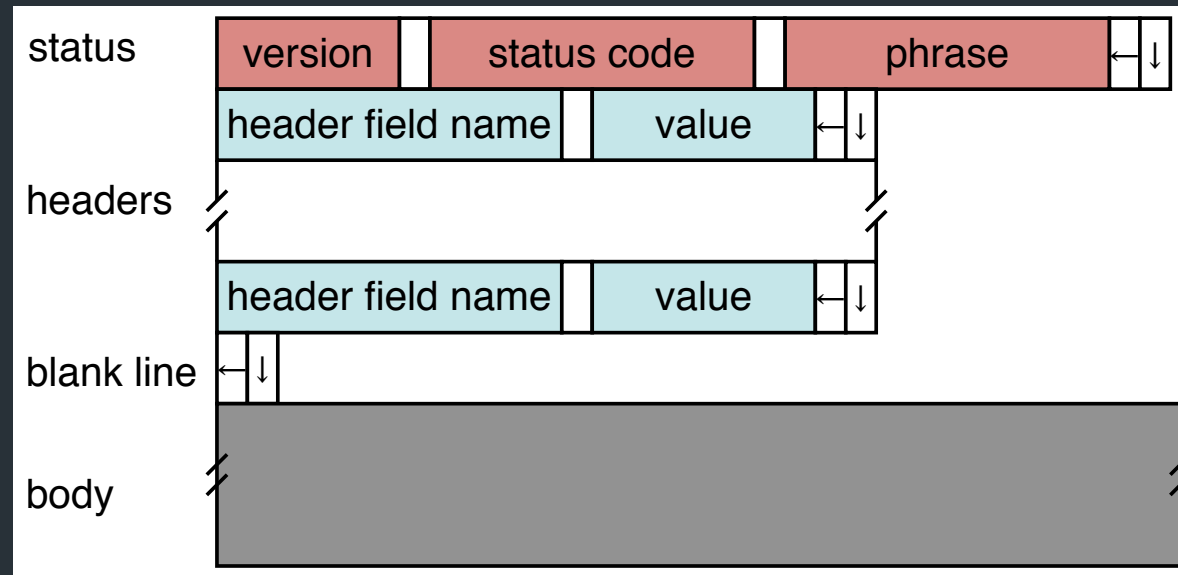 status version status code phrase ← ↓
header field name value ← ↓
headers
header field name value ← ↓
blank line ← ↓
body